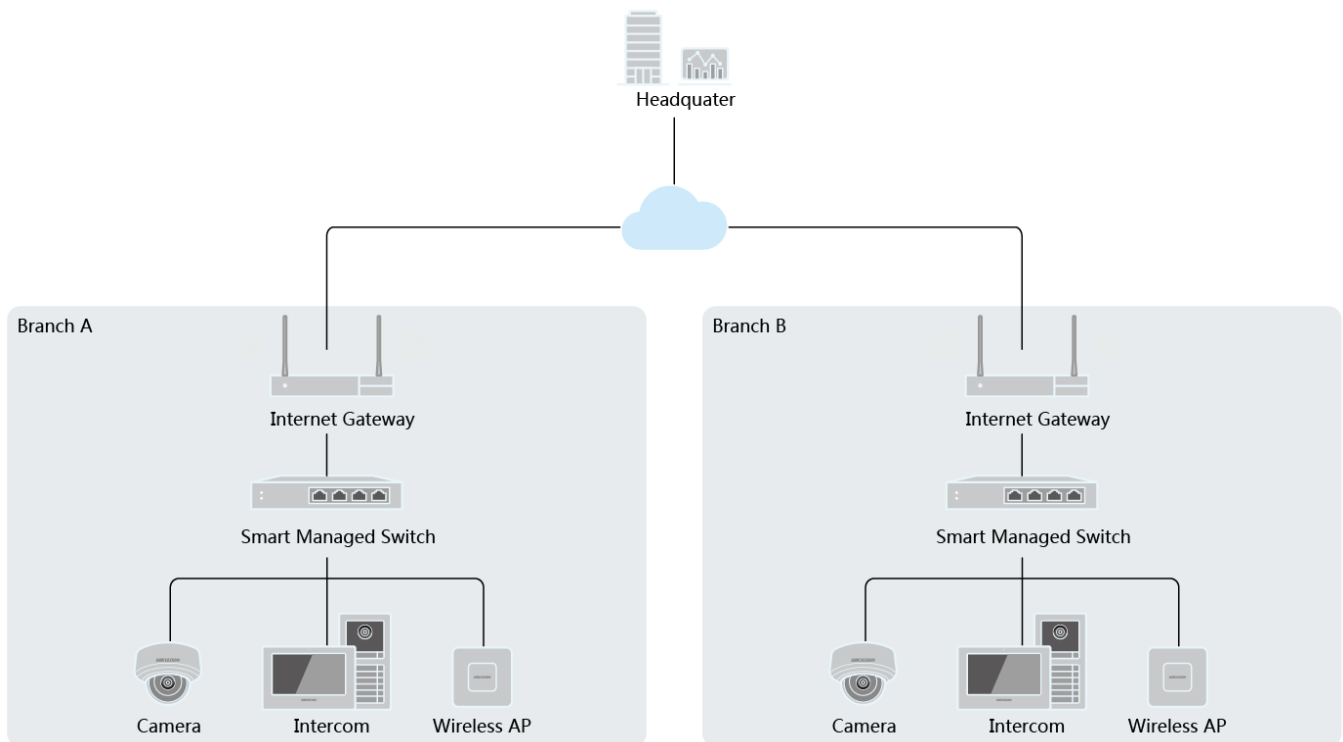 Headquater
Branch A
Internet Gateway
Smart Managed Switch
Camera
Intercom
Wireless AP
Branch B
Internet Gateway
Smart Managed Switch
Camera
Intercom
Wireless AP